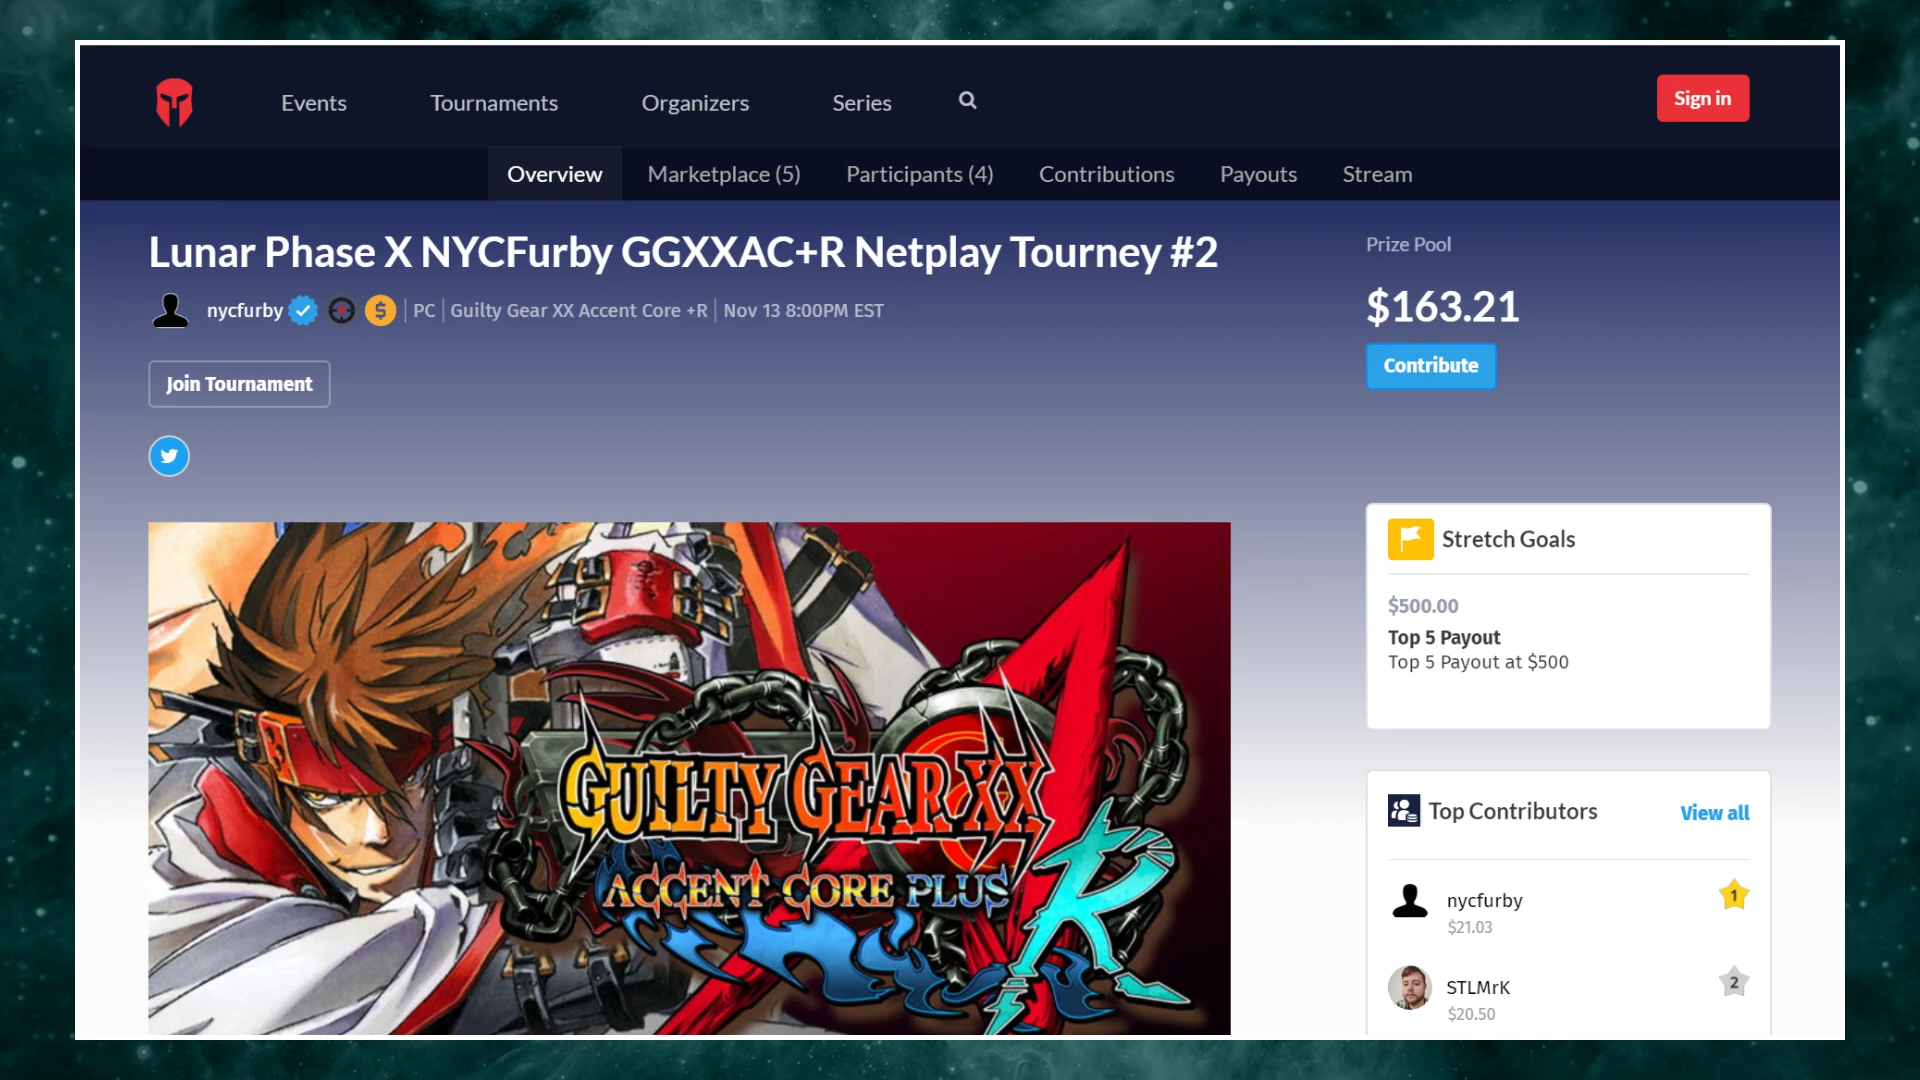 Events Tournaments Organizers Series Sign in
Overview Marketplace (5) Participants (4) Contributions Payouts Stream
Lunar Phase X NYCFurby GGXXAC+R Netplay Tourney #2
nycfurby $ | PC | Guilty Gear XX Accent Core +R | Nov 13 8:00PM EST
Join Tournament
Prize Pool
$163.21
Contribute
GUILTY GEAR XX
ACCENT CORE PLUS
R
Stretch Goals
$500.00
Top 5 Payout
Top 5 Payout at $500
Top Contributors View all
nycfurby 1
$21.03
STLMrK 2
$20.50